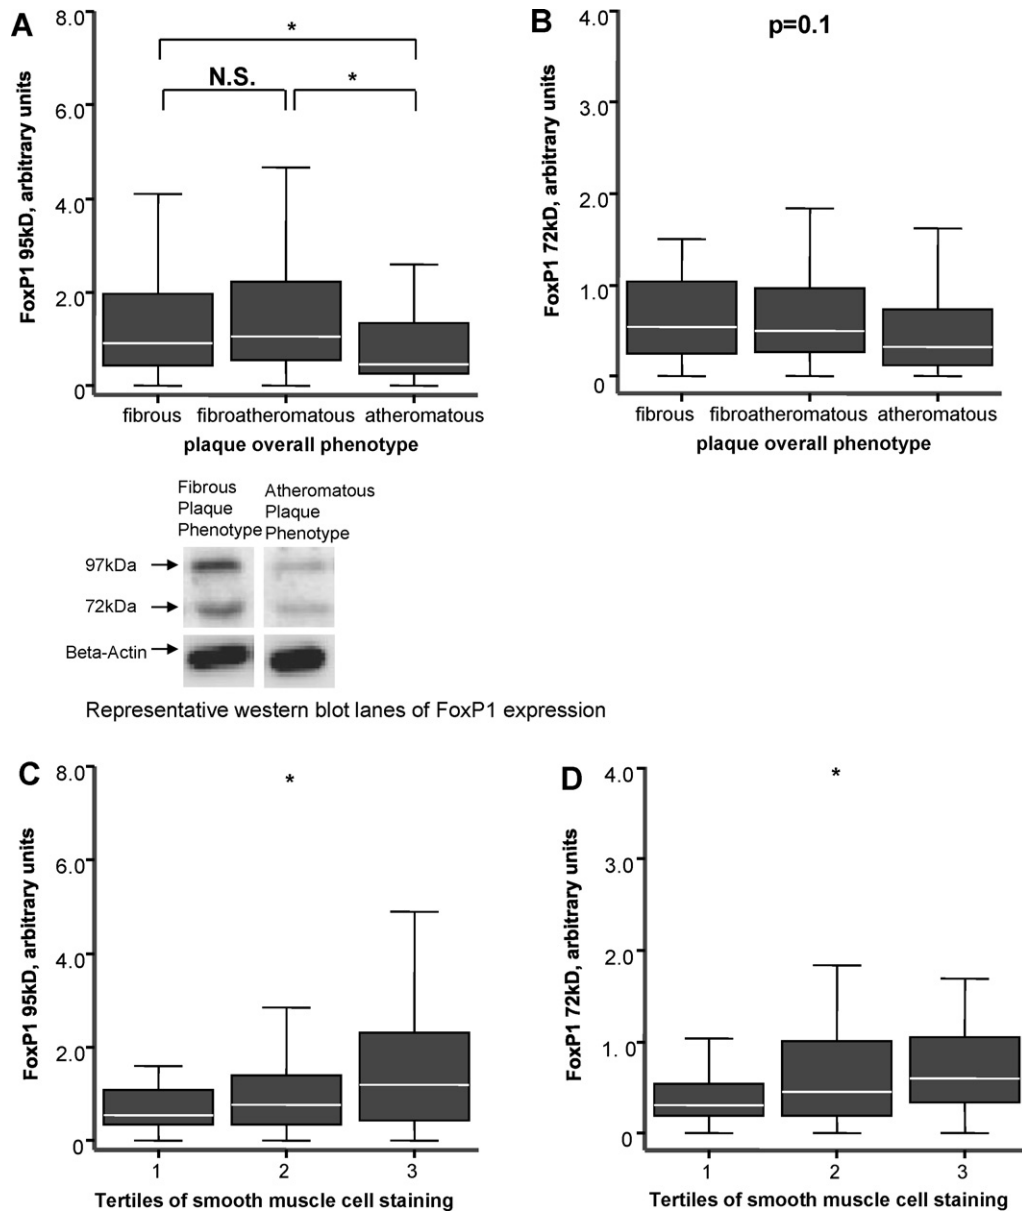 A
8.0
6.0
4.0
2.0
0
FoxP1 95kD, arbitrary units
*
N.S.
*
fibrous fibroatheromatous atheromatous
plaque overall phenotype
B
4.0
3.0
2.0
1.0
0
FoxP1 72kD, arbitrary units
p=0.1
fibrous fibroatheromatous atheromatous
plaque overall phenotype
Fibrous
Plaque
Phenotype
Atheromatous
Plaque
Phenotype
97kDa
72kDa
Beta-Actin
Representative western blot lanes of FoxP1 expression
C
8.0
6.0
4.0
2.0
0
FoxP1 95kD, arbitrary units
*
1 2 3
Tertiles of smooth muscle cell staining
D
4.0
3.0
2.0
1.0
0
FoxP1 72kD, arbitrary units
*
1 2 3
Tertiles of smooth muscle cell staining